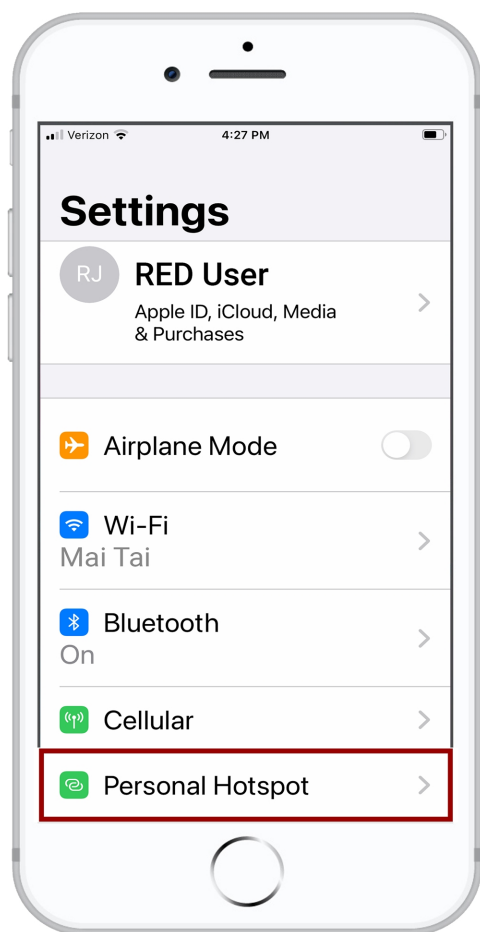 Verizon 4:27 PM
Settings
RJ RED User
Apple ID, iCloud, Media
& Purchases
Airplane Mode
Wi-Fi
Mai Tai
Bluetooth
On
Cellular
Personal Hotspot